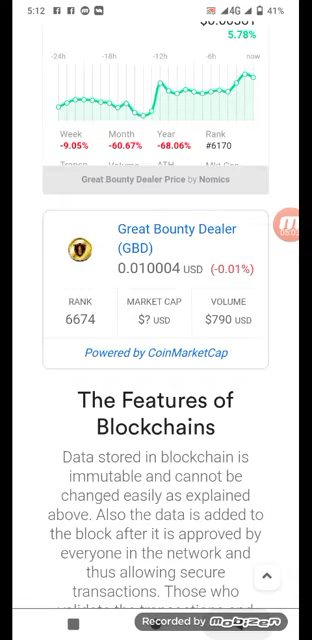 5:12
4G
41%
5.78%
-24h -18h -12h -6h now
Week Month Year Rank
-9.05% -60.67% -68.06% #6170
Great Bounty Dealer Price by Nomics
Great Bounty Dealer
(GBD)
0.010004 USD (-0.01%)
RANK MARKET CAP VOLUME
6674 $? USD $790 USD
Powered by CoinMarketCap
The Features of
Blockchains
Data stored in blockchain is
immutable and cannot be
changed easily as explained
above. Also the data is added to
the block after it is approved by
everyone in the network and
thus allowing secure
transactions. Those who
Recorded by Mobizen